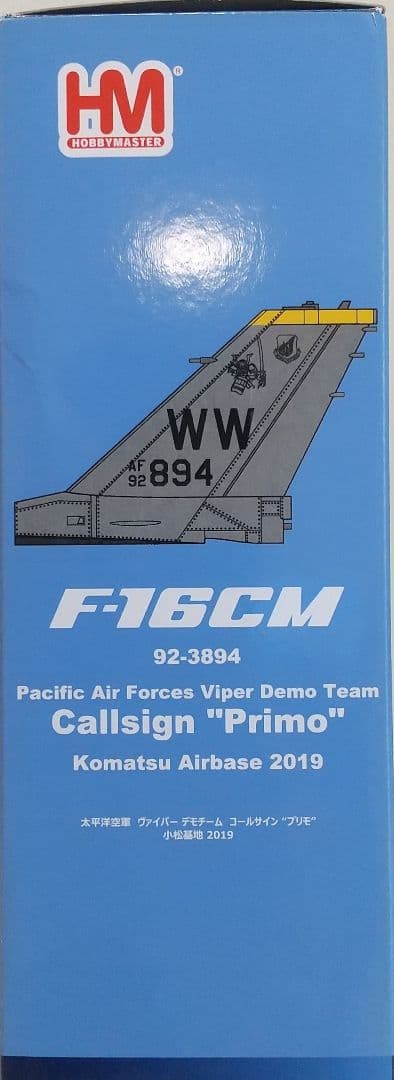 HM®
HOBBYMASTER
WW
AF
92 894
F-16CM
92-3894
Pacific Air Forces Viper Demo Team
Callsign "Primo"
Komatsu Airbase 2019
太平洋空軍 ヴァイパー デモチーム コールサイン “プリモ”
小松基地 2019